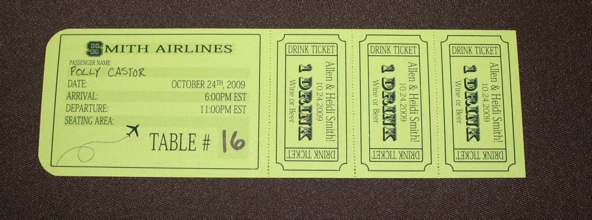 SMITH AIRLINES
PASSENGER NAME
POLLY CASTOR
DATE: OCTOBER 24TH, 2009
ARRIVAL: 6:00PM EST
DEPARTURE: 11:00PM EST
SEATING AREA:
TABLE # 16
DRINK TICKET
Allen & Heidi Smith!
10.24.2009
1 DRINK
Wine or Beer
DRINK TICKET
DRINK TICKET
Allen & Heidi Smith!
10.24.2009
1 DRINK
Wine or Beer
DRINK TICKET
DRINK TICKET
Allen & Heidi Smith!
10.24.2009
1 DRINK
Wine or Beer
DRINK TICKET